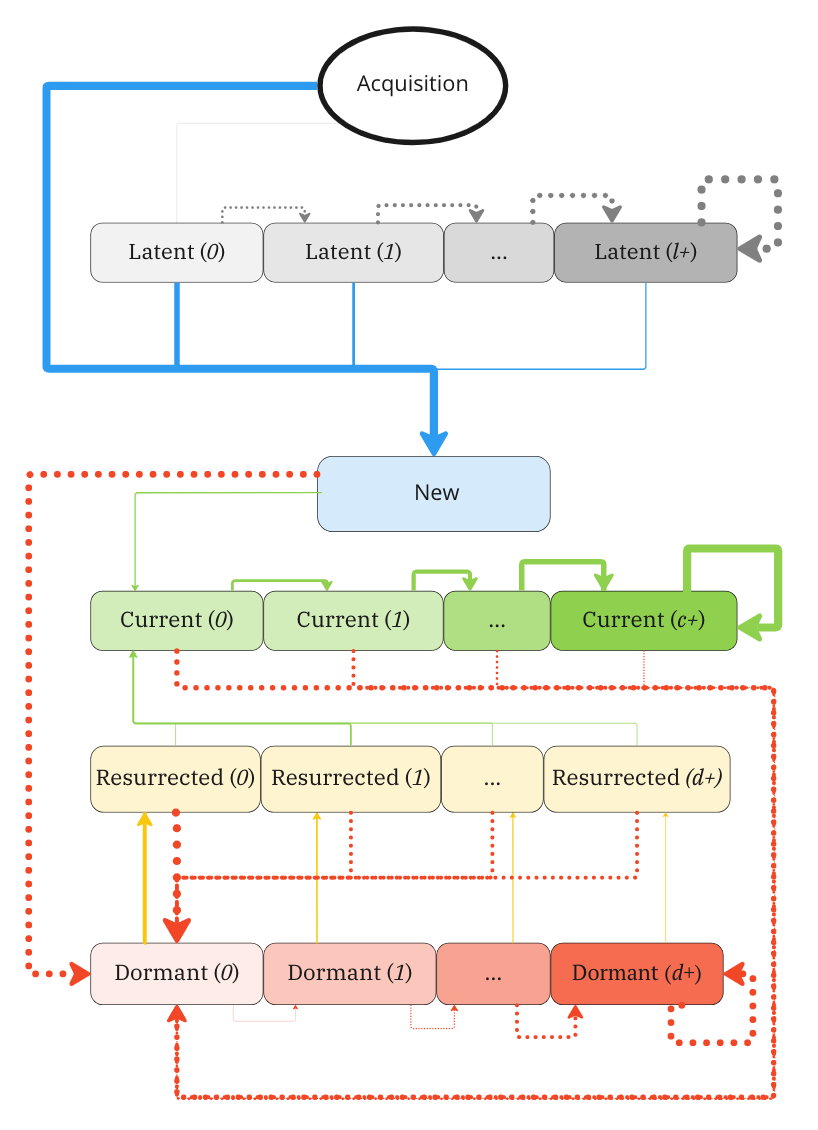 Acquisition
Latent (0) Latent (1) ... Latent (l+)
New
Current (0) Current (1) ... Current (c+)
Resurrected (0) Resurrected (1) ... Resurrected (d+)
Dormant (0) Dormant (1) ... Dormant (d+)